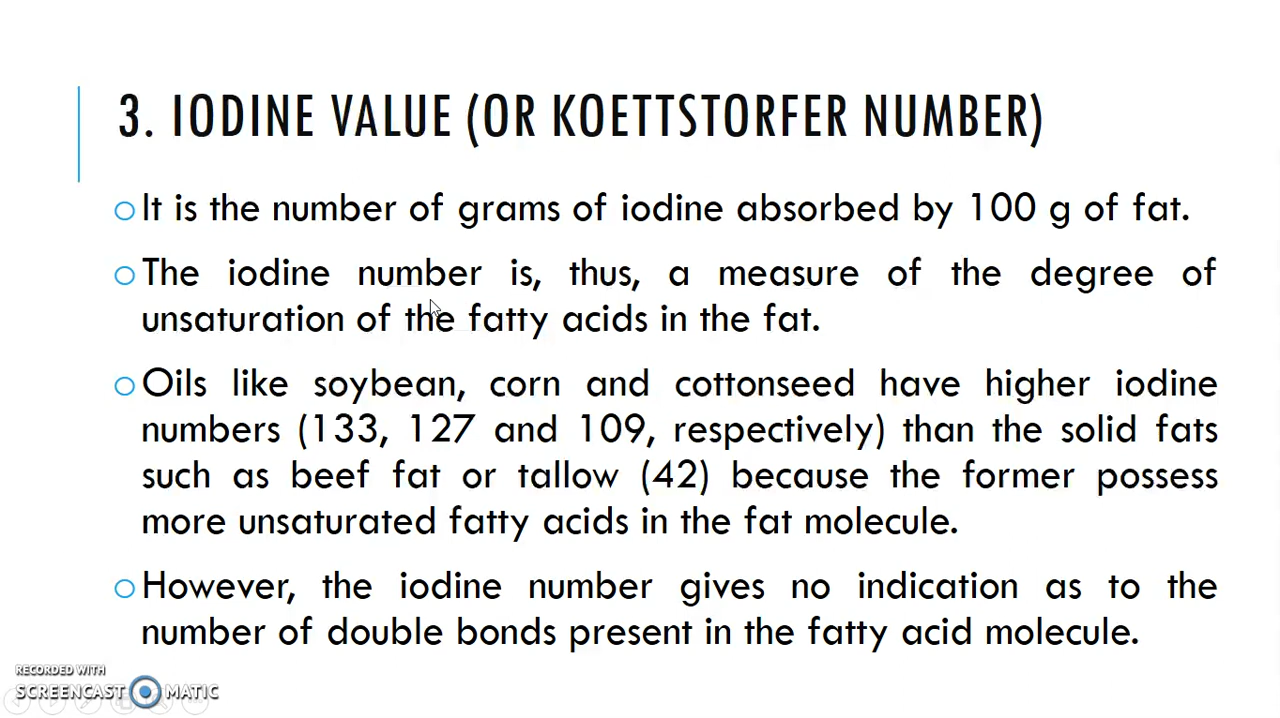 3. IODINE VALUE (OR KOETTSTORFER NUMBER)
It is the number of grams of iodine absorbed by 100 g of fat.
The iodine number is, thus, a measure of the degree of
unsaturation of the fatty acids in the fat.
Oils like soybean, corn and cottonseed have higher iodine
numbers (133, 127 and 109, respectively) than the solid fats
such as beef fat or tallow (42) because the former possess
more unsaturated fatty acids in the fat molecule.
However, the iodine number gives no indication as to the
number of double bonds present in the fatty acid molecule.
RECORDED WITH
SCREENCAST MATIC